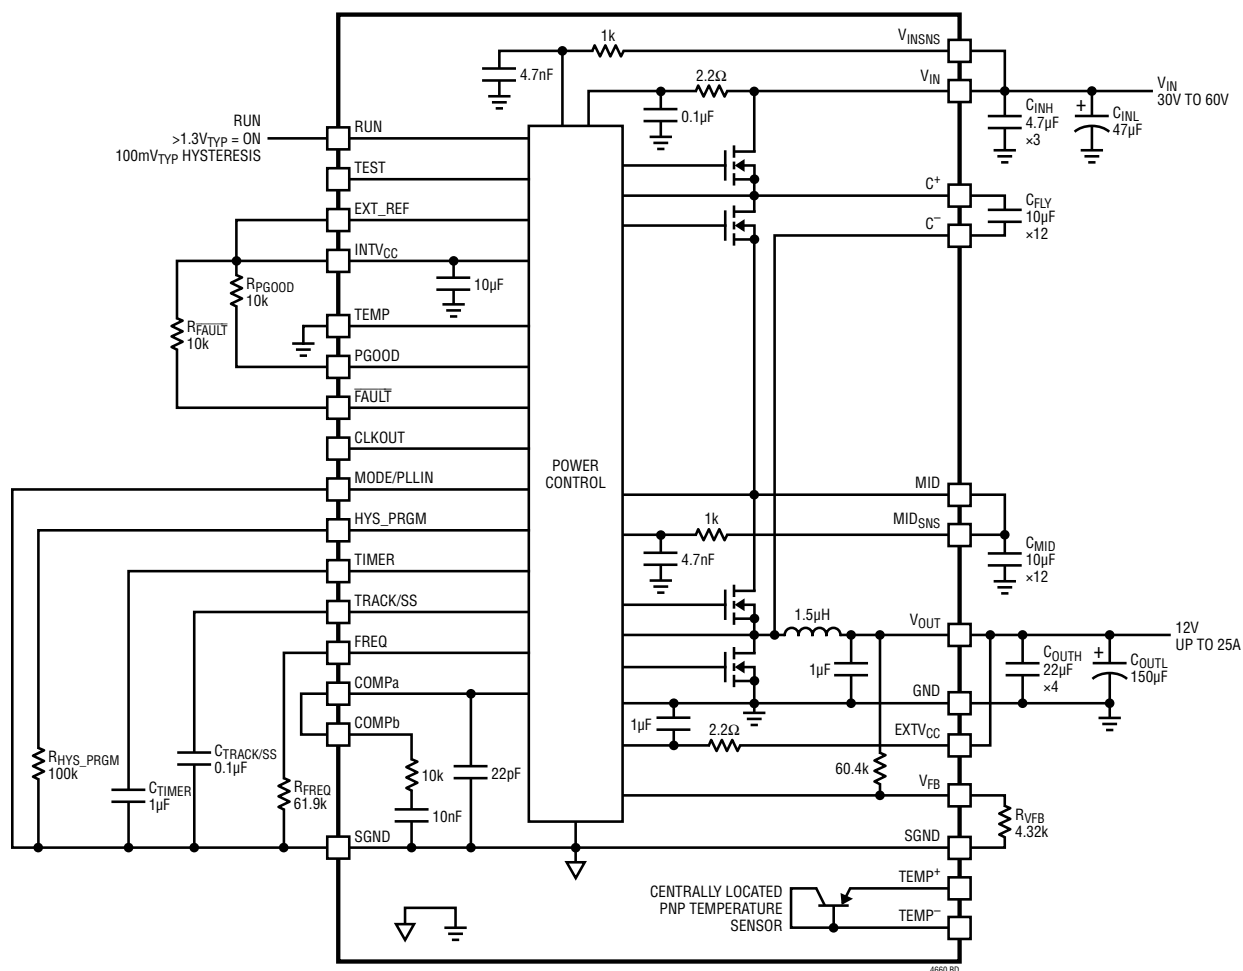 1k
V_INSNS
4.7nF
2.2Ω
V_IN
V_IN
30V TO 60V
0.1µF
C_INH
4.7µF
×3
+
C_INL
47µF
RUN
>1.3V_TYP = ON
100mV_TYP HYSTERESIS
RUN
TEST
C⁺
EXT_REF
C_FLY
10µF
×12
C⁻
INTV_CC
10µF
R_PGOOD
10k
R_F̅A̅U̅L̅T̅
10k
TEMP
PGOOD
F̅A̅U̅L̅T̅
CLKOUT
POWER
CONTROL
MODE/PLLIN
MID
HYS_PRGM
1k
MID_SNS
4.7nF
C_MID
10µF
×12
TIMER
TRACK/SS
1.5µH
V_OUT
12V
UP TO 25A
FREQ
1µF
C_OUTH
22µF
×4
+
C_OUTL
150µF
COMPa
GND
COMPb
1µF
2.2Ω
EXTV_CC
R_HYS_PRGM
100k
C_TRACK/SS
0.1µF
10k
22pF
60.4k
C_TIMER
1µF
R_FREQ
61.9k
V_FB
10nF
R_VFB
4.32k
SGND
SGND
CENTRALLY LOCATED
PNP TEMPERATURE
SENSOR
TEMP⁺
TEMP⁻
4660 BD